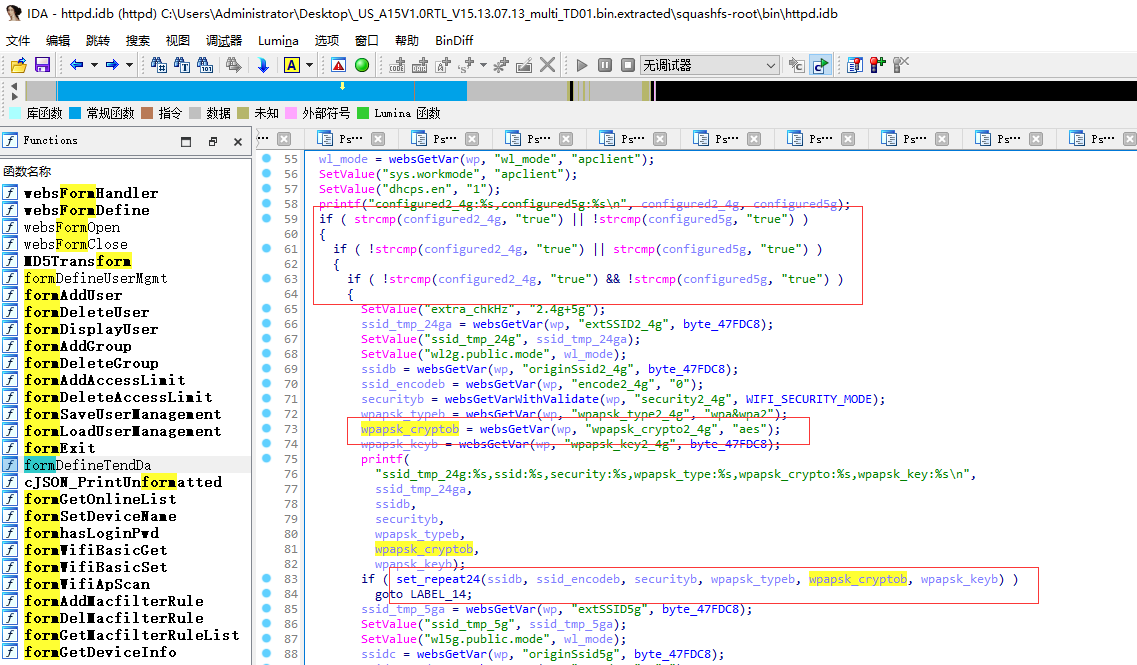 IDA - httpd.idb (httpd) C:\Users\Administrator\Desktop\_US_A15V1.0RTL_V15.13.07.13_multi_TD01.bin.extracted\squashfs-root\bin\httpd.idb
文件 编辑 跳转 搜索 视图 调试器 Lumina 选项 窗口 帮助 BinDiff
无调试器
库函数 常规函数 指令 数据 未知 外部符号 Lumina 函数
Functions
Ps··· Ps··· Ps··· Ps··· Ps··· Ps··· Ps··· Ps··· Ps···
函数名称
websFormHandler
websFormDefine
websFormOpen
websFormClose
MD5Transform
formDefineUserMgmt
formAddUser
formDeleteUser
formDisplayUser
formAddGroup
formDeleteGroup
formAddAccessLimit
formDeleteAccessLimit
formSaveUserManagement
formLoadUserManagement
formExit
formDefineTendDa
cJSON_PrintUnformatted
formGetOnlineList
formSetDeviceName
formhasLoginPwd
formWifiBasicGet
formWifiBasicSet
formWifiApScan
formAddMacfilterRule
formDelMacfilterRule
formGetMacfilterRuleList
formGetDeviceInfo
55 wl_mode = websGetVar(wp, "wl_mode", "apclient");
56 SetValue("sys.workmode", "apclient");
57 SetValue("dhcps.en", "1");
58 printf("configured2_4g:%s,configured5g:%s\n", configured2_4g, configured5g);
59 if ( strcmp(configured2_4g, "true") || !strcmp(configured5g, "true") )
60 {
61 if ( !strcmp(configured2_4g, "true") || strcmp(configured5g, "true") )
62 {
63 if ( !strcmp(configured2_4g, "true") && !strcmp(configured5g, "true") )
64 {
65 SetValue("extra_chkHz", "2.4g+5g");
66 ssid_tmp_24ga = websGetVar(wp, "extSSID2_4g", byte_47FDC8);
67 SetValue("ssid_tmp_24g", ssid_tmp_24ga);
68 SetValue("wl2g.public.mode", wl_mode);
69 ssidb = websGetVar(wp, "originSsid2_4g", byte_47FDC8);
70 ssid_encodeb = websGetVar(wp, "encode2_4g", "0");
71 securityb = websGetVarWithValidate(wp, "security2_4g", WIFI_SECURITY_MODE);
72 wpapsk_typeb = websGetVar(wp, "wpapsk_type2_4g", "wpa&wpa2");
73 wpapsk_cryptob = websGetVar(wp, "wpapsk_crypto2_4g", "aes");
74 wpapsk_keyb = websGetVar(wp, "wpapsk_key2_4g", byte_47FDC8);
75 printf(
76 "ssid_tmp_24g:%s,ssid:%s,security:%s,wpapsk_type:%s,wpapsk_crypto:%s,wpapsk_key:%s\n",
77 ssid_tmp_24ga,
78 ssidb,
79 securityb,
80 wpapsk_typeb,
81 wpapsk_cryptob,
82 wpapsk_keyb);
83 if ( set_repeat24(ssidb, ssid_encodeb, securityb, wpapsk_typeb, wpapsk_cryptob, wpapsk_keyb) )
84 goto LABEL_14;
85 ssid_tmp_5ga = websGetVar(wp, "extSSID5g", byte_47FDC8);
86 SetValue("ssid_tmp_5g", ssid_tmp_5ga);
87 SetValue("wl5g.public.mode", wl_mode);
88 ssidc = websGetVar(wp, "originSsid5g", byte_47FDC8);